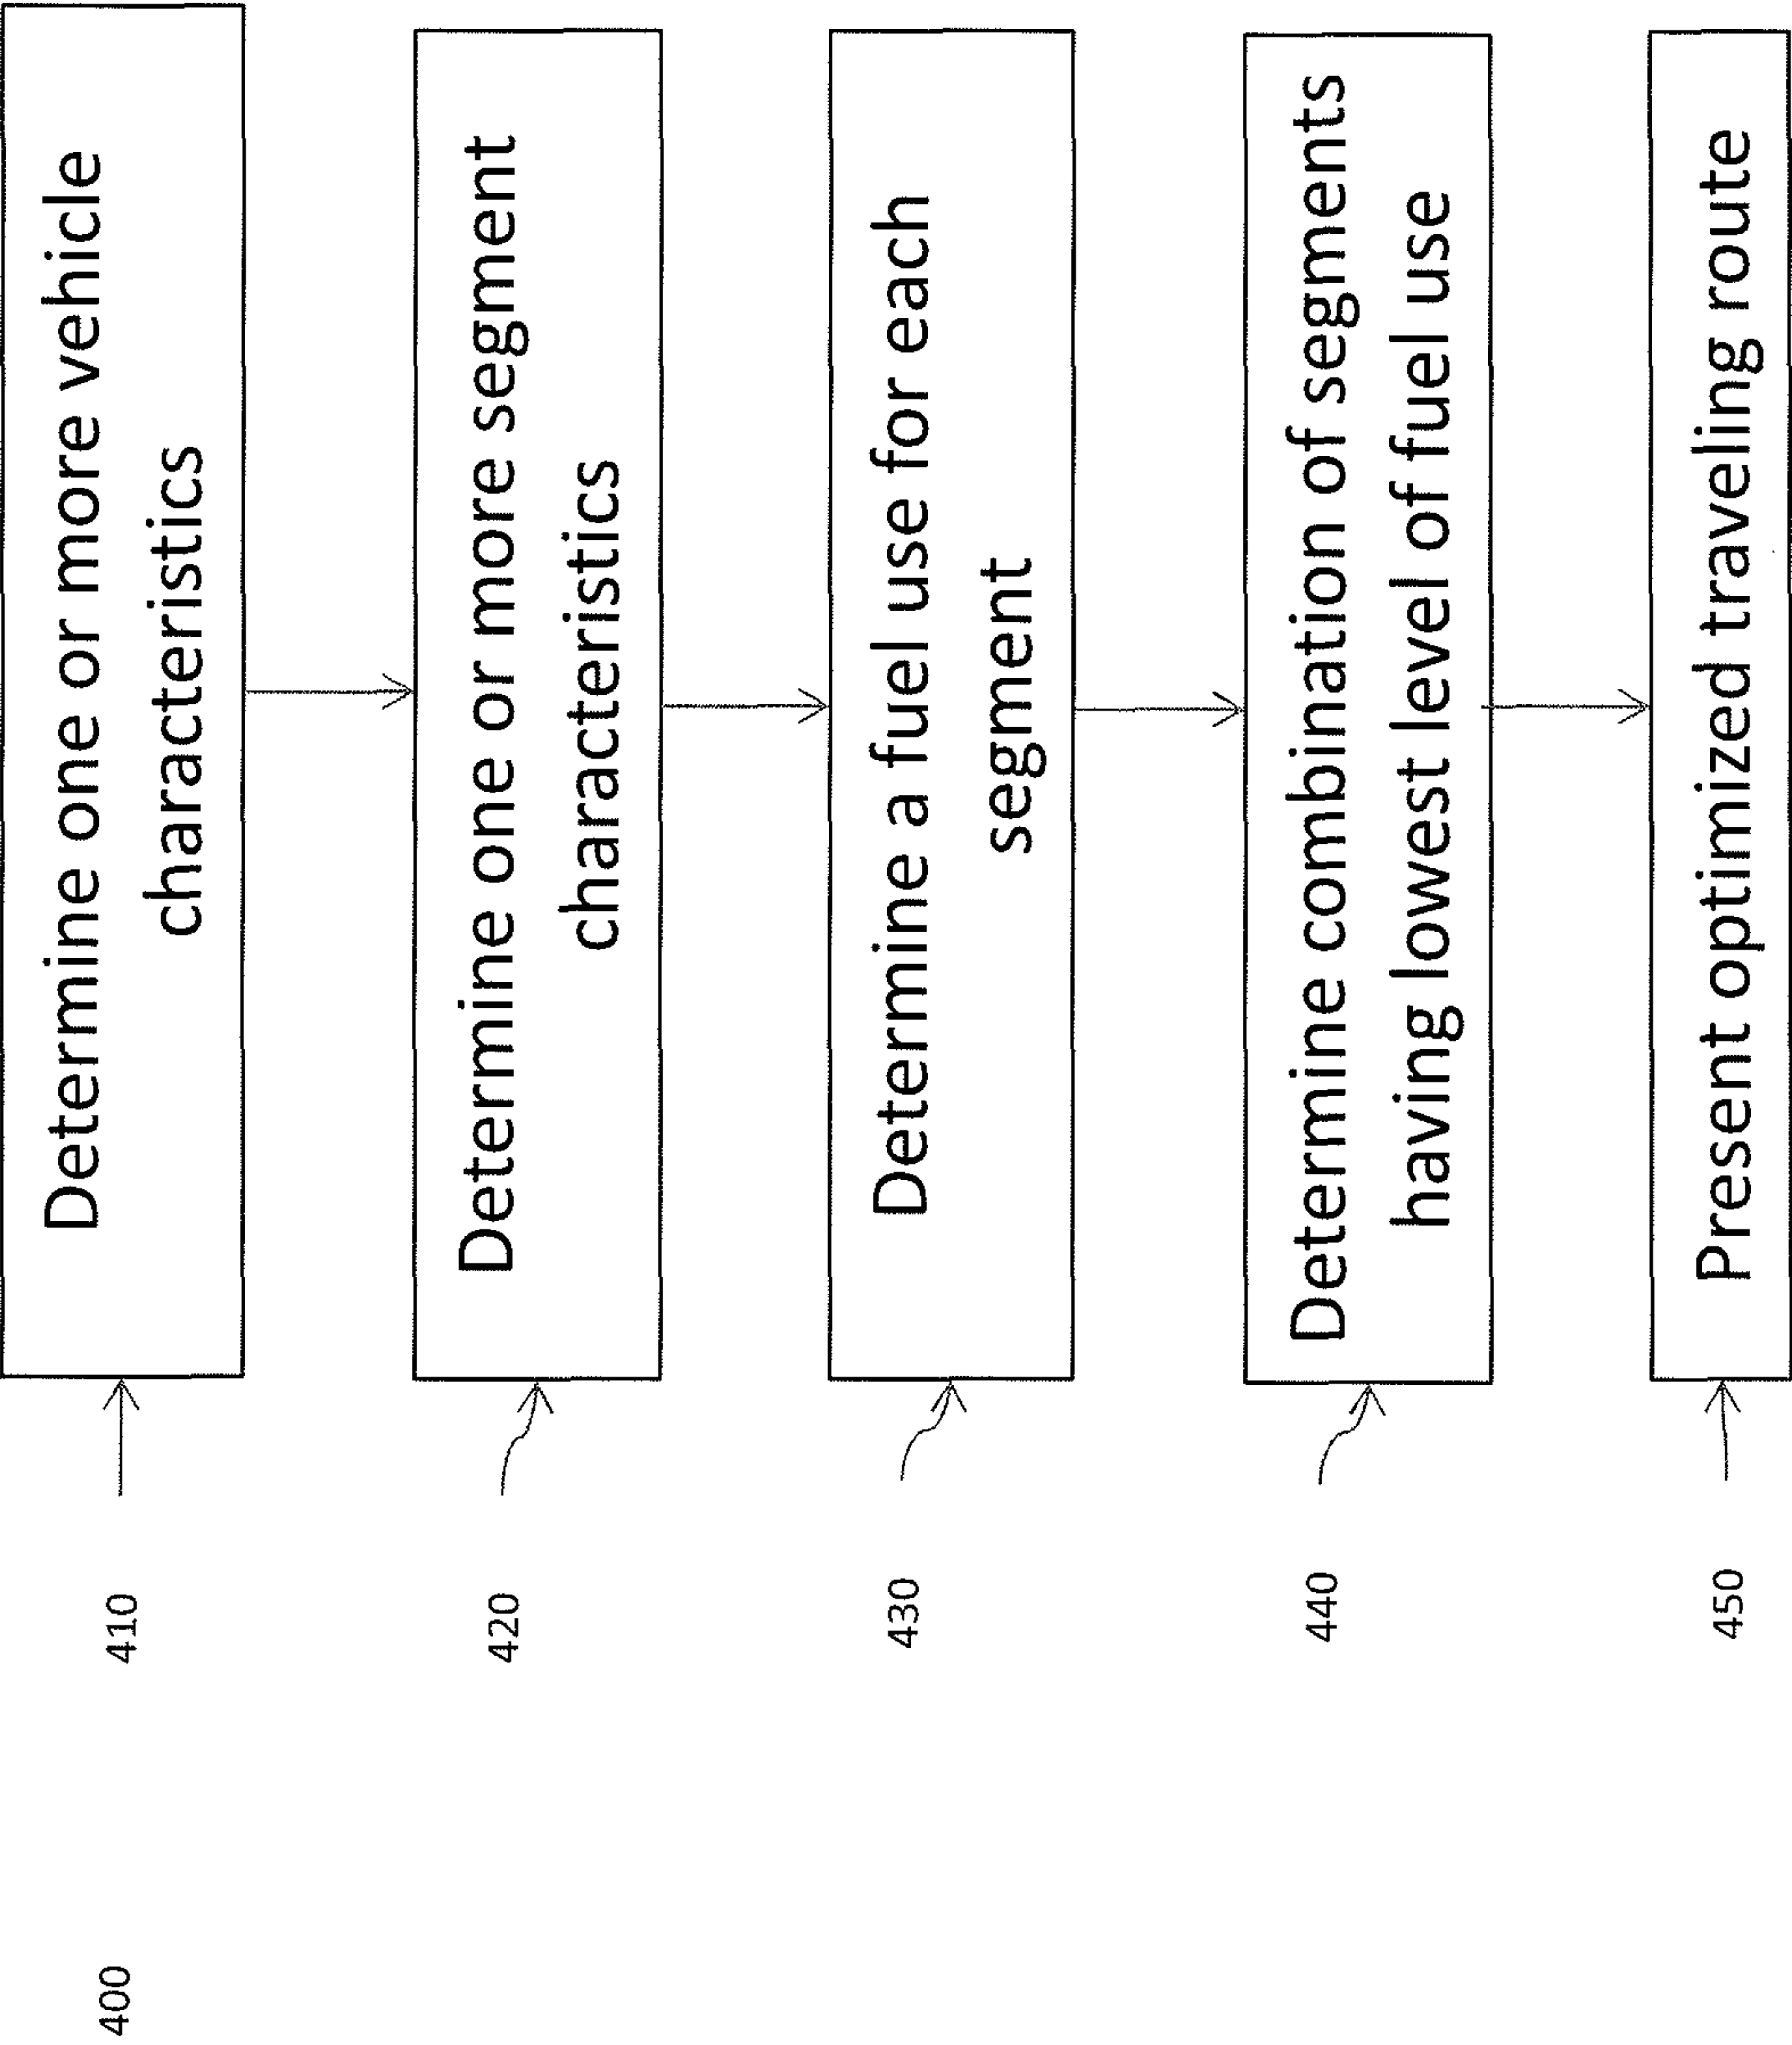 400
410
Determine one or more vehicle
characteristics
420
Determine one or more segment
characteristics
430
Determine a fuel use for each
segment
440
Determine combination of segments
having lowest level of fuel use
450
Present optimized traveling route